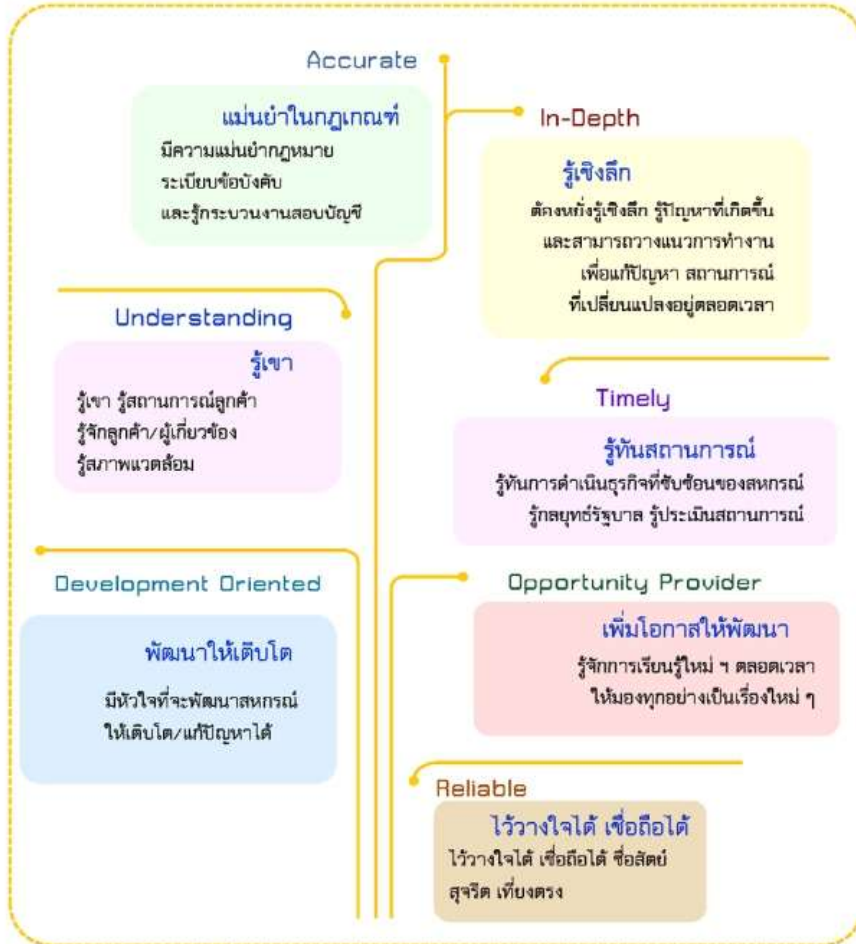 Accurate
แม่นยำในกฎเกณฑ์
มีความแม่นยำกฎหมาย
ระเบียบข้อบังคับ
และรู้กระบวนงานสอบบัญชี
In-Depth
รู้เชิงลึก
ต้องหยั่งรู้เชิงลึก รู้ปัญหาที่เกิดขึ้น
และสามารถวางแนวการทำงาน
เพื่อแก้ปัญหา สถานการณ์
ที่เปลี่ยนแปลงอยู่ตลอดเวลา
Understanding
รู้เขา
รู้เขา รู้สถานการณ์ลูกค้า
รู้จักลูกค้า/ผู้เกี่ยวข้อง
รู้สภาพแวดล้อม
Timely
รู้ทันสถานการณ์
รู้ทันการดำเนินธุรกิจที่ซับซ้อนของสหกรณ์
รู้กลยุทธ์รัฐบาล รู้ประเมินสถานการณ์
Development Oriented
พัฒนาให้เติบโต
มีหัวใจที่จะพัฒนาสหกรณ์
ให้เติบโต/แก้ปัญหาได้
Opportunity Provider
เพิ่มโอกาสให้พัฒนา
รู้จักการเรียนรู้ใหม่ ฯ ตลอดเวลา
ให้มองทุกอย่างเป็นเรื่องใหม่ ๆ
Reliable
ไว้วางใจได้ เชื่อถือได้
ไว้วางใจได้ เชื่อถือได้ ซื่อสัตย์
สุจริต เที่ยงตรง